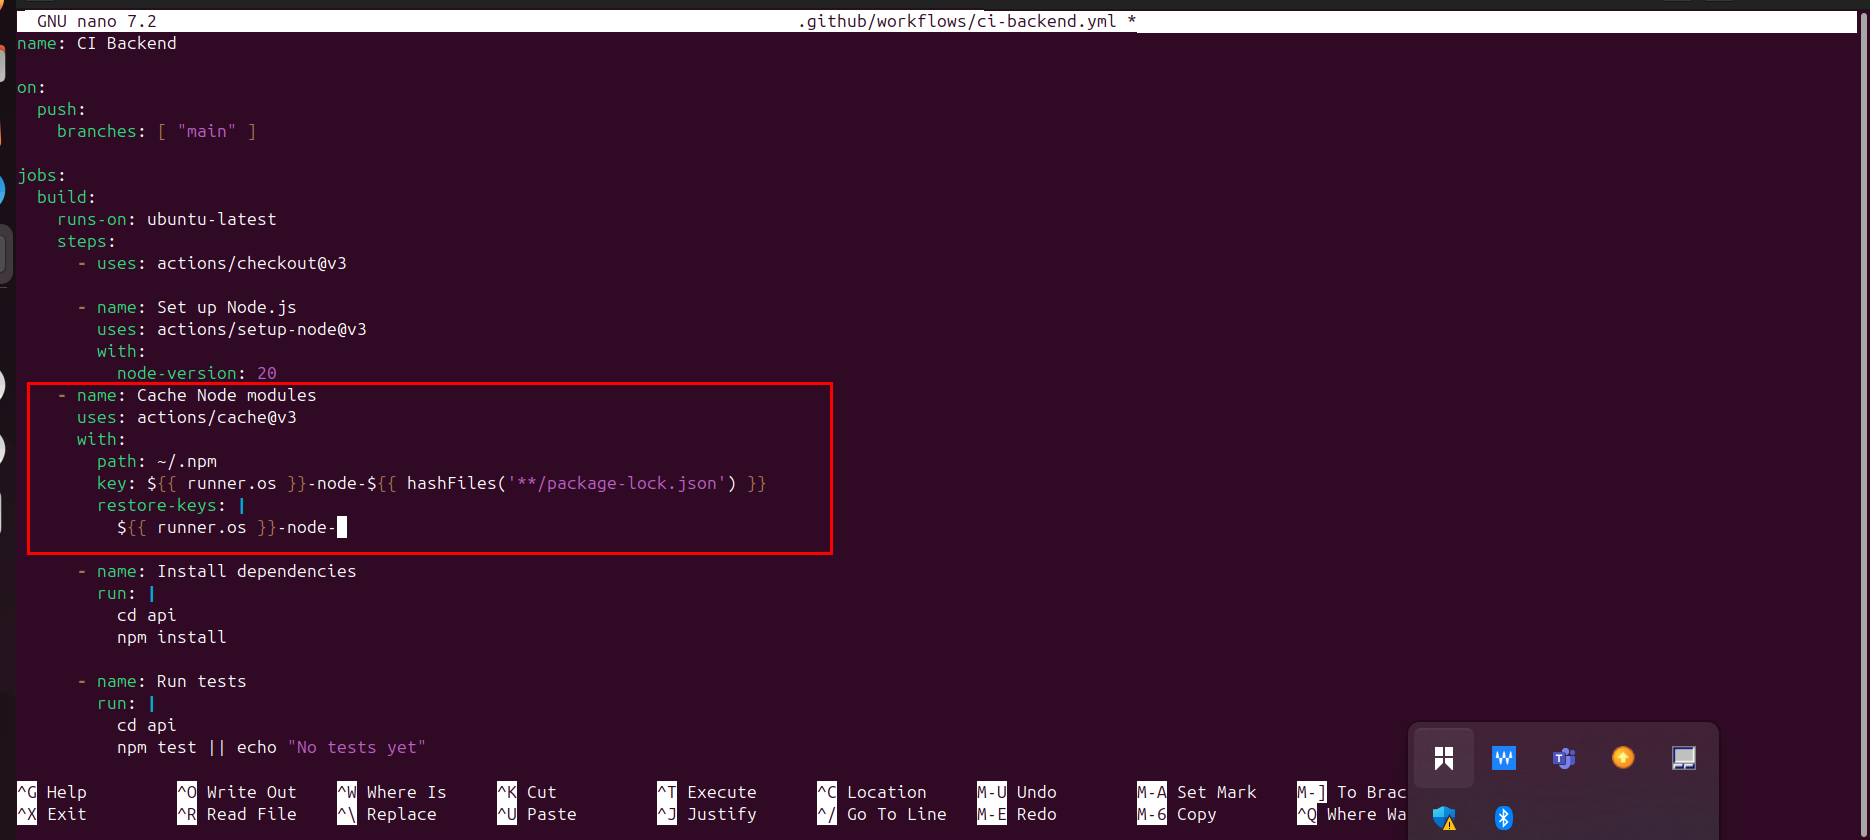 GNU nano 7.2 .github/workflows/ci-backend.yml *
name: CI Backend

on:
  push:
    branches: [ "main" ]

jobs:
  build:
    runs-on: ubuntu-latest
    steps:
      - uses: actions/checkout@v3

      - name: Set up Node.js
        uses: actions/setup-node@v3
        with:
          node-version: 20
    - name: Cache Node modules
      uses: actions/cache@v3
      with:
        path: ~/.npm
        key: ${{ runner.os }}-node-${{ hashFiles('**/package-lock.json') }}
        restore-keys: |
          ${{ runner.os }}-node-

      - name: Install dependencies
        run: |
          cd api
          npm install

      - name: Run tests
        run: |
          cd api
          npm test || echo "No tests yet"

^G Help ^O Write Out ^W Where Is ^K Cut ^T Execute ^C Location M-U Undo M-A Set Mark M-] To Brac
^X Exit ^R Read File ^\ Replace ^U Paste ^J Justify ^/ Go To Line M-E Redo M-6 Copy ^Q Where Wa